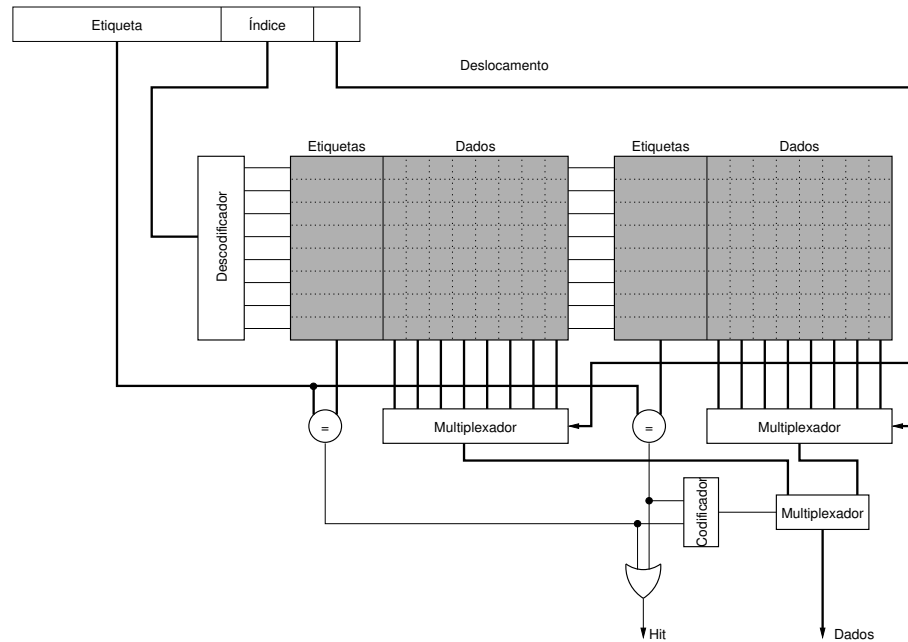 Etiqueta
Índice
Deslocamento
Etiquetas
Dados
Etiquetas
Dados
Descodificador
=
Multiplexador
=
Multiplexador
Codificador
Multiplexador
Hit
Dados